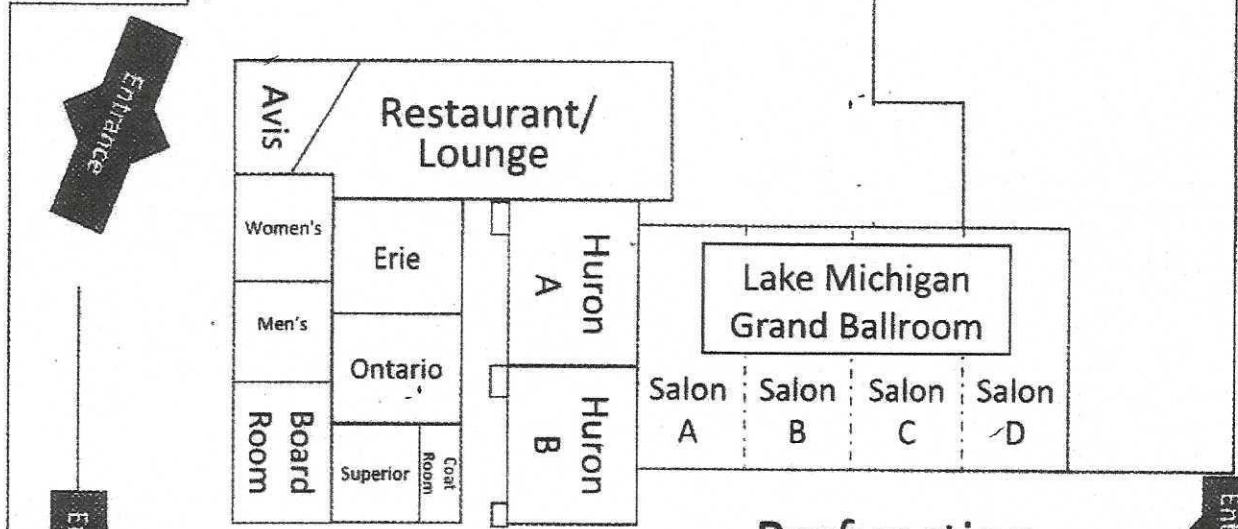 Entrance
Avis
Restaurant/
Lounge
Women's
Erie
Huron
A
Lake Michigan
Grand Ballroom
Men's
Ontario
Salon
A
Salon
B
Salon
C
Salon
D
Board
Room
Superior
Coat
Room
Huron
B